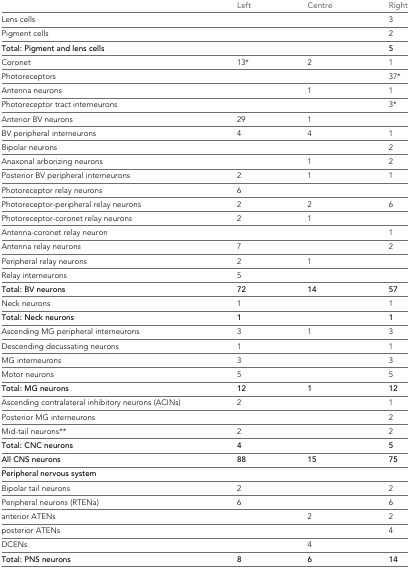 Left Centre Right
Lens cells 3
Pigment cells 2
Total: Pigment and lens cells 5
Coronet 13* 2 1
Photoreceptors 37*
Antenna neurons 1 1
Photoreceptor tract interneurons 3*
Anterior BV neurons 29 1
BV peripheral interneurons 4 4 1
Bipolar neurons 2
Anaxonal arborizing neurons 1 2
Posterior BV peripheral interneurons 2 1 1
Photoreceptor relay neurons 6
Photoreceptor-peripheral relay neurons 2 2 6
Photoreceptor-coronet relay neurons 2 1
Antenna-coronet relay neuron 1
Antenna relay neurons 7 2
Peripheral relay neurons 2 1
Relay interneurons 5
Total: BV neurons 72 14 57
Neck neurons 1 1
Total: Neck neurons 1 1
Ascending MG peripheral interneurons 3 1 3
Descending decussating neurons 1 1
MG interneurons 3 3
Motor neurons 5 5
Total: MG neurons 12 1 12
Ascending contralateral inhibitory neurons (ACINs) 2 1
Posterior MG interneurons 2
Mid-tail neurons** 2 2
Total: CNC neurons 4 5
All CNS neurons 88 15 75
Peripheral nervous system
Bipolar tail neurons 2 2
Peripheral neurons (RTENa) 6 6
anterior ATENs 2 2
posterior ATENs 4
DCENs 4
Total: PNS neurons 8 6 14